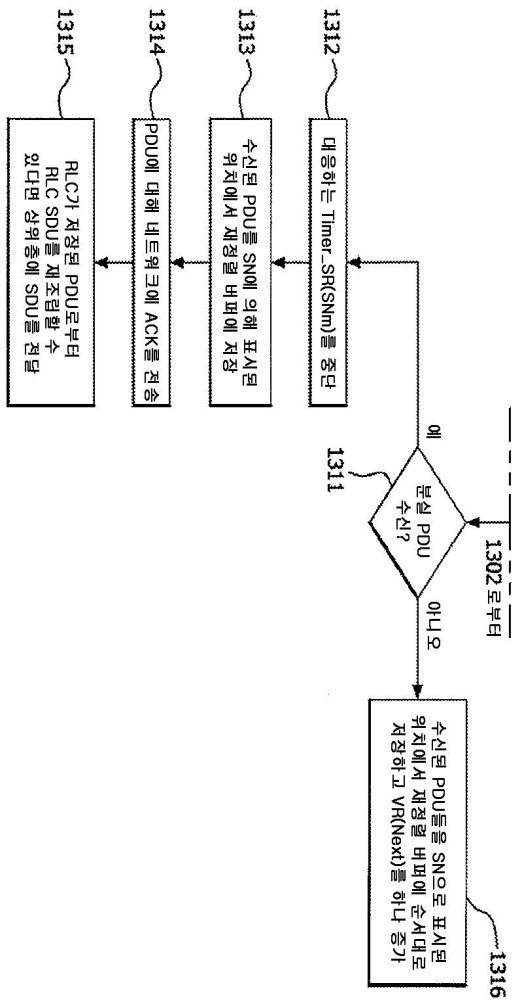 1302로부터
분실 PDU
수신?
1311
예
아니오
1312
대응하는 Timer_SR(SNm)를 중단
1313
수신된 PDU를 SN에 의해 표시된
위치에서 재정렬 버퍼에 저장
1314
PDU에 대해 네트워크에 ACK를 전송
1315
RLC가 저장된 PDU로부터
RLC SDU를 재조립할 수
있다면 상위층에 SDU를 전달
수신된 PDU들을 SN으로 표시된
위치에서 재정렬 버퍼에 순서대로
저장하고 VR(Next)를 하나 증가
1316